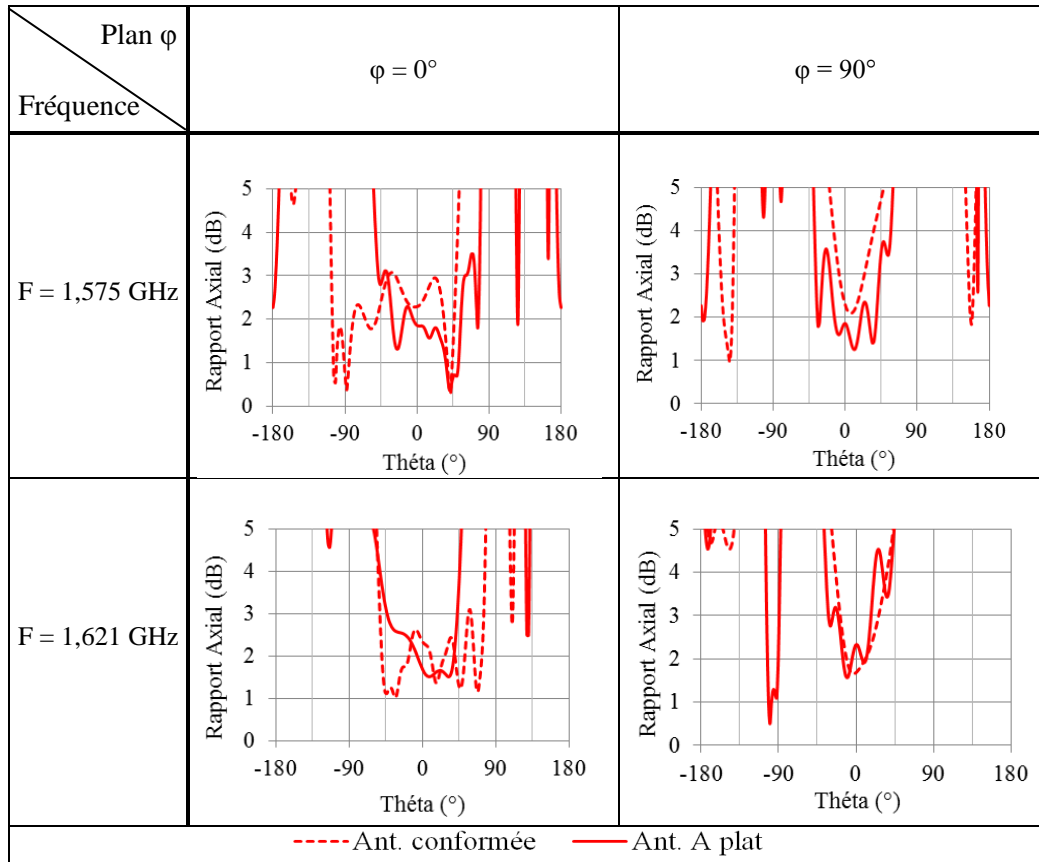 Plan φ
Fréquence
φ = 0°
φ = 90°
F = 1,575 GHz
Rapport Axial (dB)
5
4
3
2
1
0
-180 -90 0 90 180
Théta (°)
Rapport Axial (dB)
5
4
3
2
1
0
-180 -90 0 90 180
Théta (°)
F = 1,621 GHz
Rapport Axial (dB)
5
4
3
2
1
0
-180 -90 0 90 180
Théta (°)
Rapport Axial (dB)
5
4
3
2
1
0
-180 -90 0 90 180
Théta (°)
Ant. conformée Ant. A plat